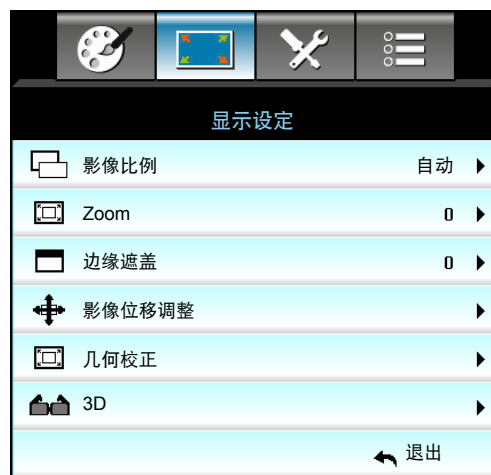 显示设定
影像比例 自动
Zoom 0
边缘遮盖 0
影像位移调整
几何校正
3D
退出